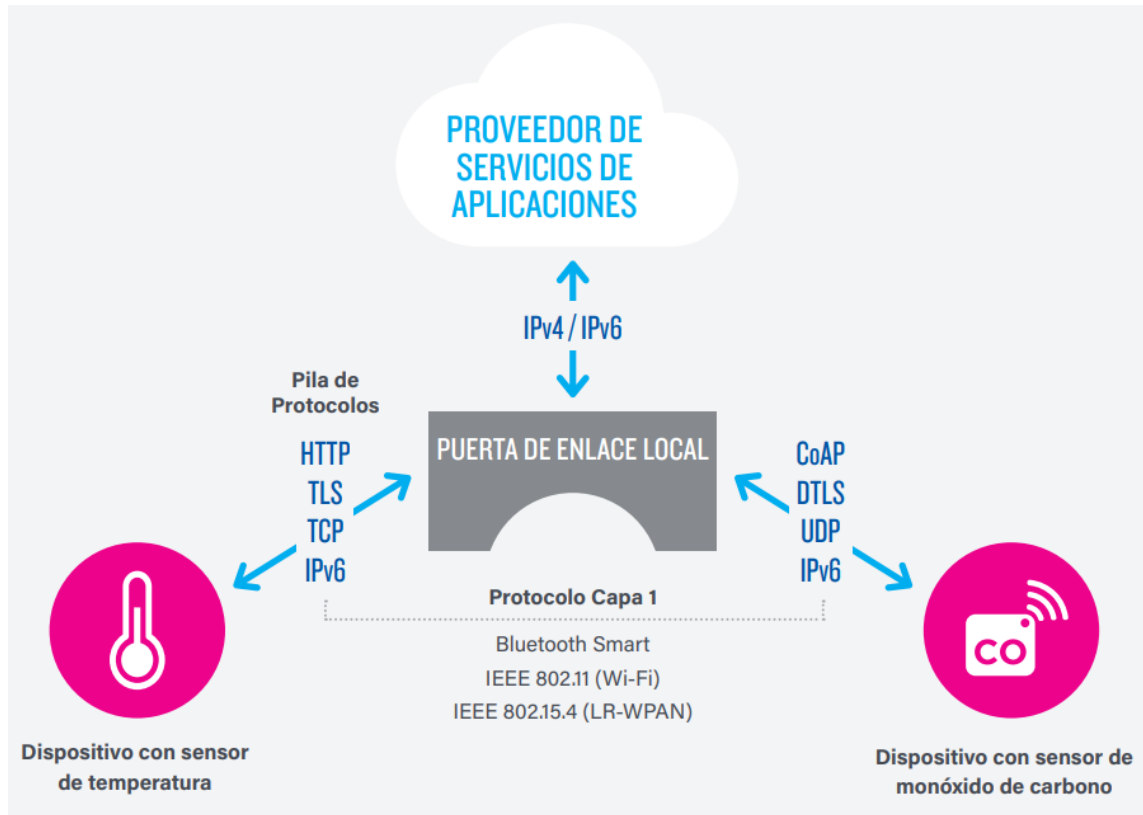 PROVEEDOR DE
SERVICIOS DE
APLICACIONES
IPv4 / IPv6
Pila de
Protocolos
HTTP
TLS
TCP
IPv6
PUERTA DE ENLACE LOCAL
CoAP
DTLS
UDP
IPv6
Protocolo Capa 1
Bluetooth Smart
IEEE 802.11 (Wi-Fi)
IEEE 802.15.4 (LR-WPAN)
CO
Dispositivo con sensor
de temperatura
Dispositivo con sensor de
monóxido de carbono